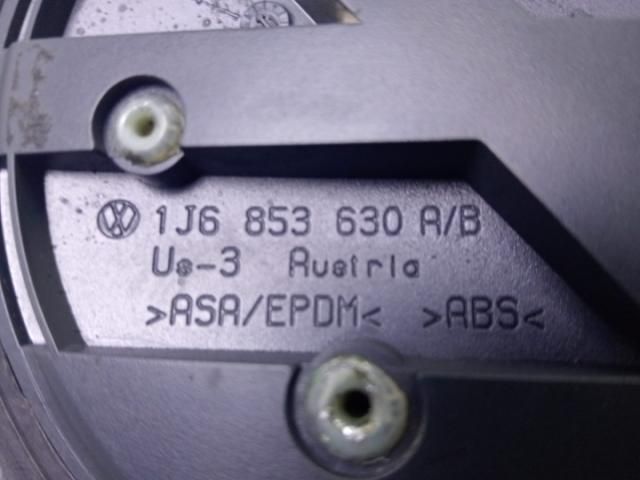 1J6 853 630 A/B
Us-3 Austria
>ASA/EPDM< >ABS<